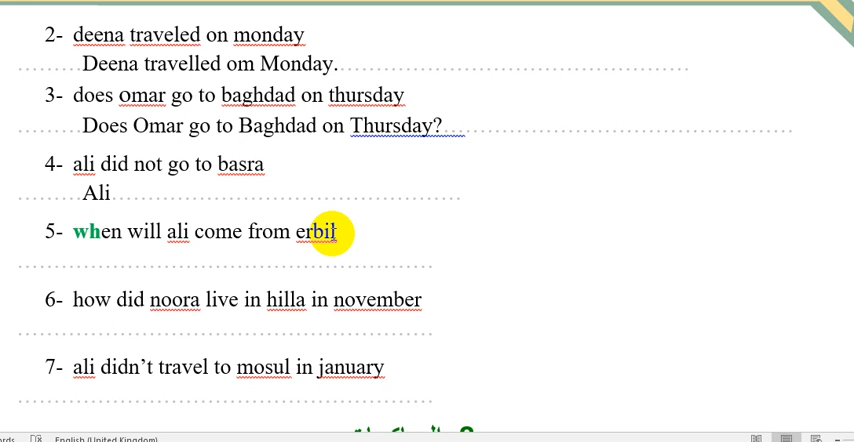 2- deena traveled on monday
Deena travelled om Monday.
3- does omar go to baghdad on thursday
Does Omar go to Baghdad on Thursday?
4- ali did not go to basra
Ali
5- when will ali come from erbil
6- how did noora live in hilla in november
7- ali didn't travel to mosul in january
English (United Kingdom)